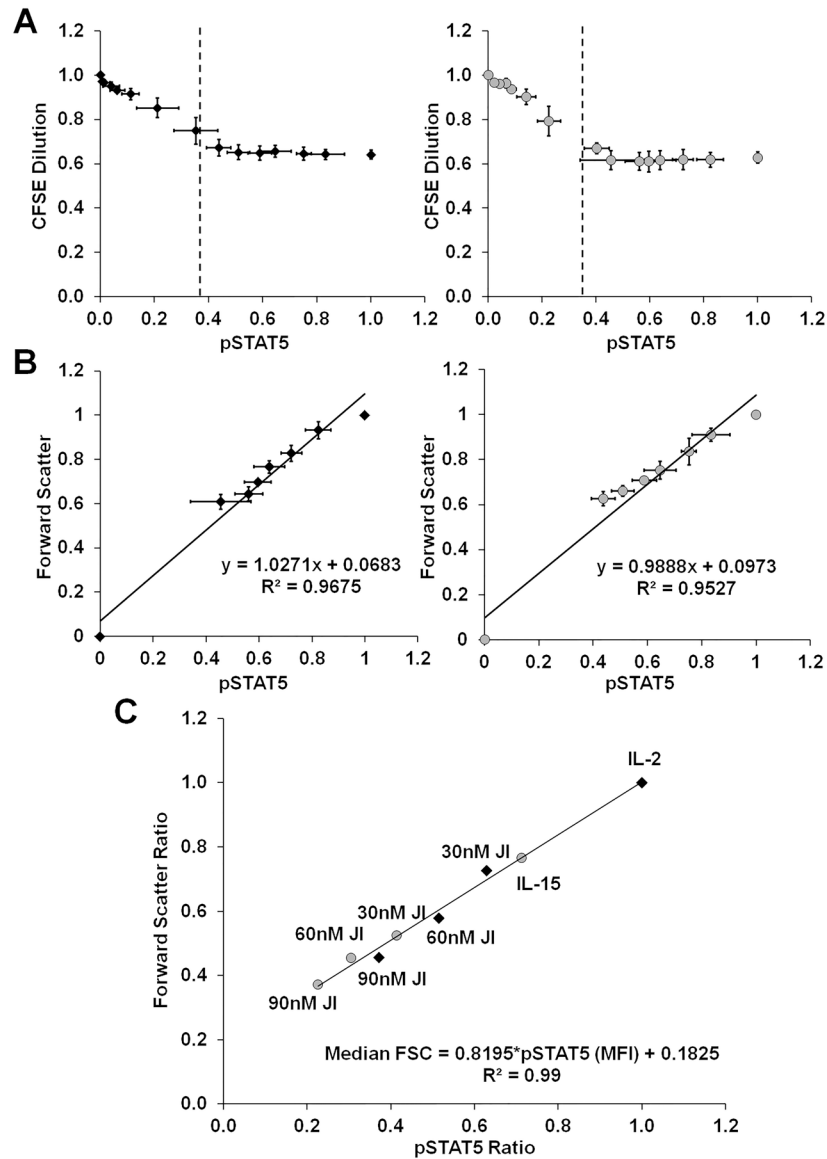 A
CFSE Dilution
1.2
1.0
0.8
0.6
0.4
0.2
0.0
0.0 0.2 0.4 0.6 0.8 1.0 1.2
pSTAT5
CFSE Dilution
1.2
1.0
0.8
0.6
0.4
0.2
0.0
0.0 0.2 0.4 0.6 0.8 1.0 1.2
pSTAT5
B
Forward Scatter
1.2
1
0.8
0.6
0.4
0.2
0
y = 1.0271x + 0.0683
R² = 0.9675
0 0.2 0.4 0.6 0.8 1 1.2
pSTAT5
Forward Scatter
1.2
1
0.8
0.6
0.4
0.2
0
y = 0.9888x + 0.0973
R² = 0.9527
0 0.2 0.4 0.6 0.8 1 1.2
pSTAT5
C
Forward Scatter Ratio
1.2
1.0
0.8
0.6
0.4
0.2
0.0
IL-2
30nM JI
IL-15
30nM JI
60nM JI
60nM JI
90nM JI
90nM JI
Median FSC = 0.8195*pSTAT5 (MFI) + 0.1825
R² = 0.99
0.0 0.2 0.4 0.6 0.8 1.0 1.2
pSTAT5 Ratio